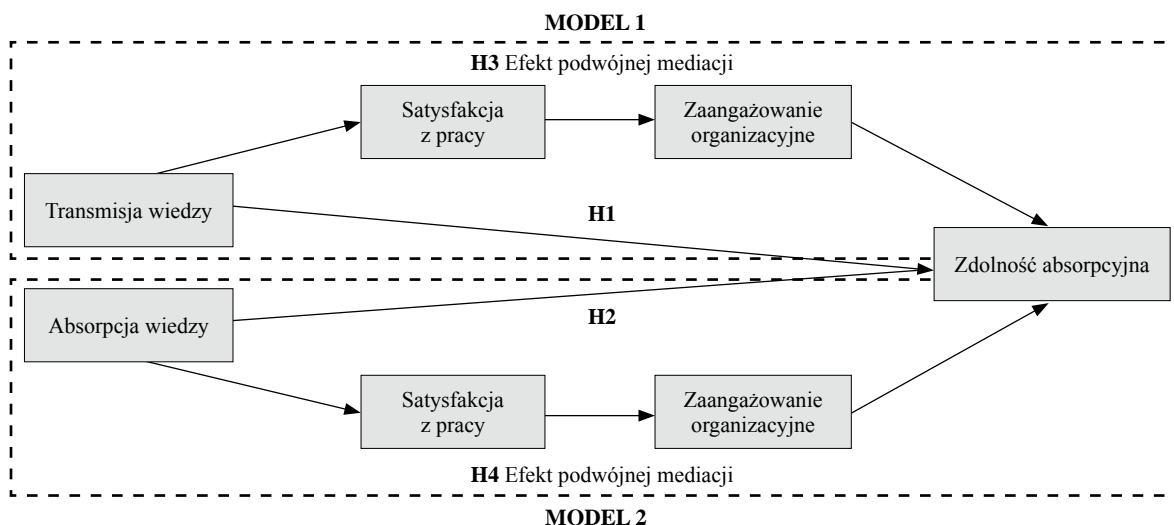 MODEL 1
H3 Efekt podwójnej mediacji
Satysfakcja
z pracy
Zaangażowanie
organizacyjne
Transmisja wiedzy
H1
Zdolność absorpcyjna
Absorpcja wiedzy
H2
Satysfakcja
z pracy
Zaangażowanie
organizacyjne
H4 Efekt podwójnej mediacji
MODEL 2